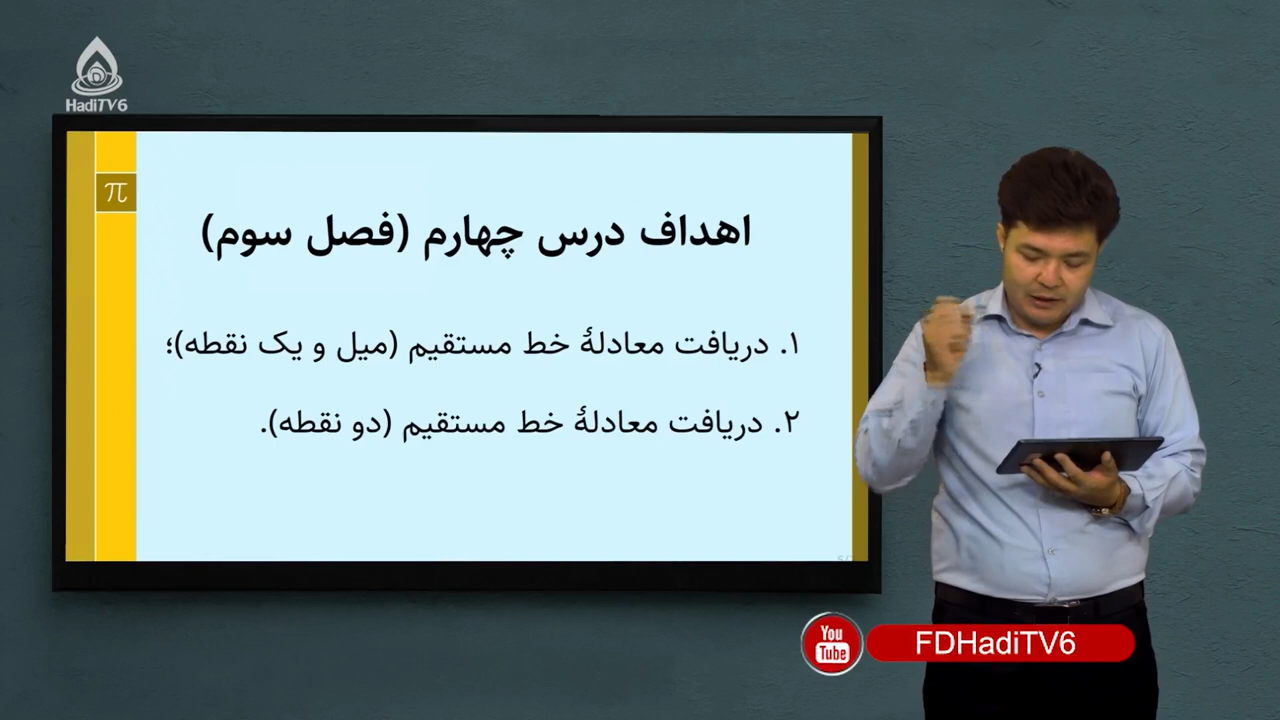 HadiTV6
π
اهداف درس چهارم (فصل سوم)
۱. دریافت معادلهٔ خط مستقیم (میل و یک نقطه)؛
۲. دریافت معادلهٔ خط مستقیم (دو نقطه).
You
Tube
FDHadiTV6